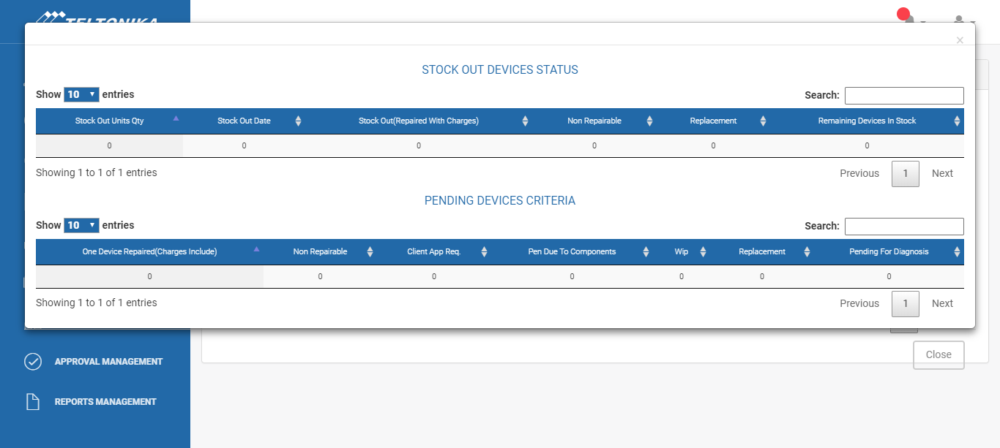 TELTONIKA
×
STOCK OUT DEVICES STATUS
Show 10 entries
Search:
Stock Out Units Qty Stock Out Date Stock Out(Repaired With Charges) Non Repairable Replacement Remaining Devices In Stock
0 0 0 0 0 0
Showing 1 to 1 of 1 entries
Previous 1 Next
PENDING DEVICES CRITERIA
Show 10 entries
Search:
One Device Repaired(Charges Include) Non Repairable Client App Req. Pen Due To Components Wip Replacement Pending For Diagnosis
0 0 0 0 0 0 0
Showing 1 to 1 of 1 entries
Previous 1 Next
Close
APPROVAL MANAGEMENT
REPORTS MANAGEMENT